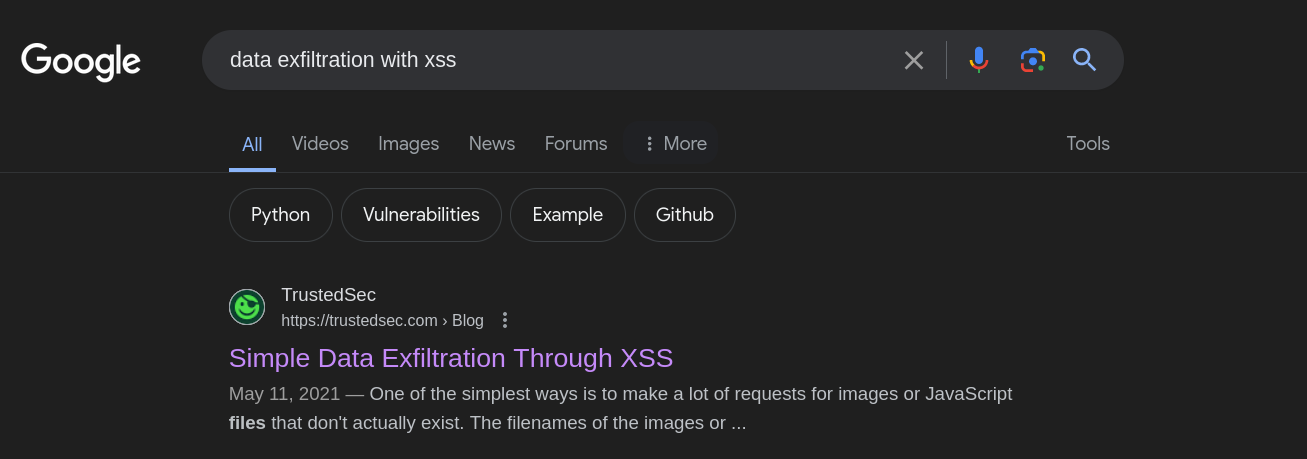 Google
data exfiltration with xss
All Videos Images News Forums More Tools
Python Vulnerabilities Example Github
TrustedSec
https://trustedsec.com › Blog
Simple Data Exfiltration Through XSS
May 11, 2021 — One of the simplest ways is to make a lot of requests for images or JavaScript
files that don't actually exist. The filenames of the images or ...